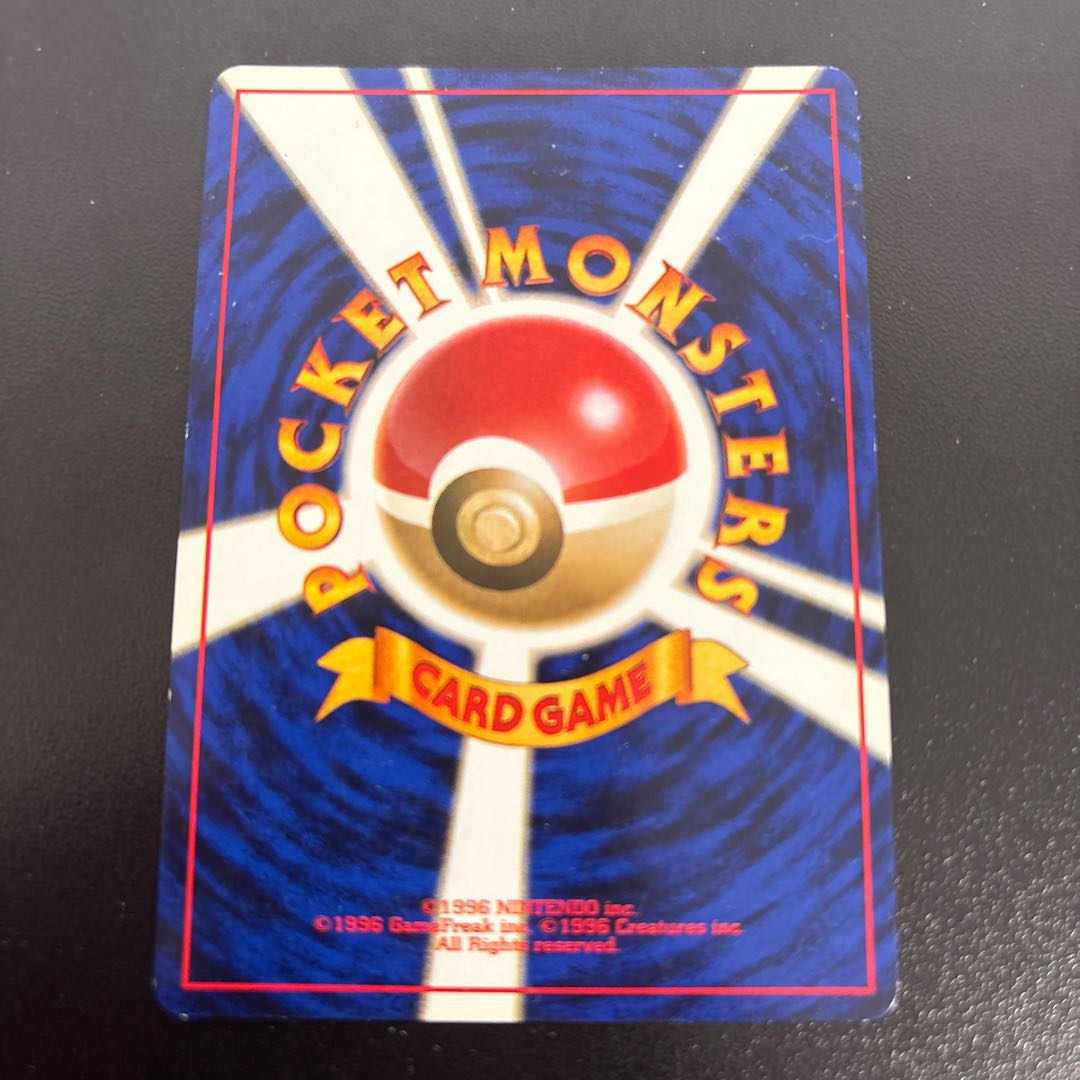 POCKET MONSTERS
CARD GAME
©1996 NINTENDO inc.
©1996 GameFreak inc. ©1996 Creatures inc.
All Rights reserved.